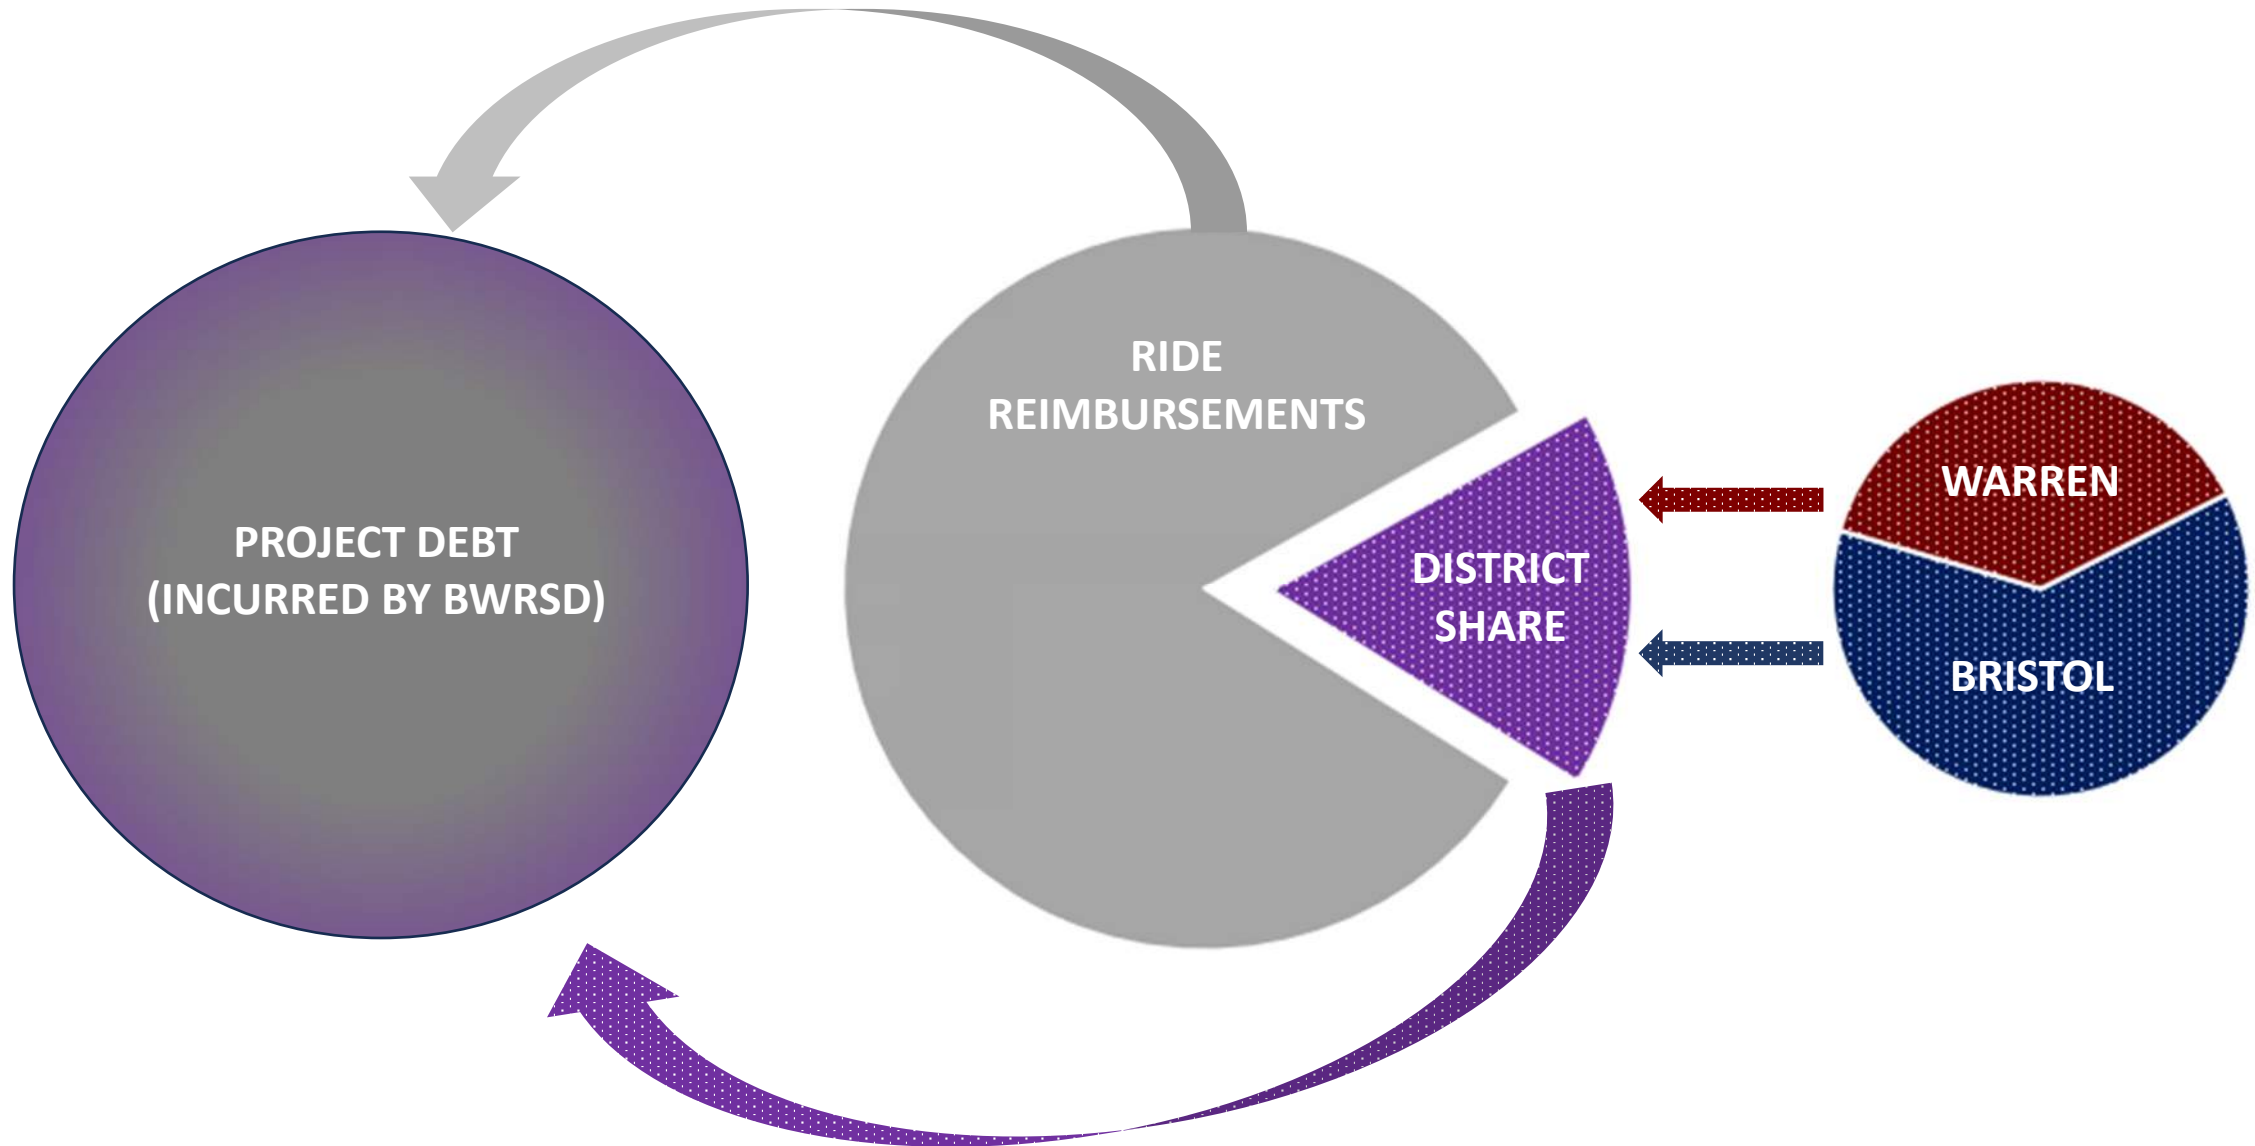 PROJECT DEBT
(INCURRED BY BWRSD)
RIDE
REIMBURSEMENTS
DISTRICT
SHARE
WARREN
BRISTOL